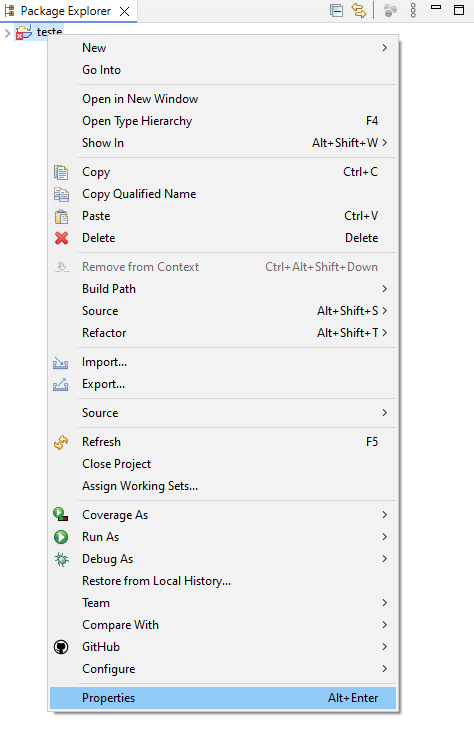 Package Explorer
teste
New
Go Into
Open in New Window
Open Type Hierarchy F4
Show In Alt+Shift+W
Copy Ctrl+C
Copy Qualified Name
Paste Ctrl+V
Delete Delete
Remove from Context Ctrl+Alt+Shift+Down
Build Path
Source Alt+Shift+S
Refactor Alt+Shift+T
Import...
Export...
Source
Refresh F5
Close Project
Assign Working Sets...
Coverage As
Run As
Debug As
Restore from Local History...
Team
Compare With
GitHub
Configure
Properties Alt+Enter